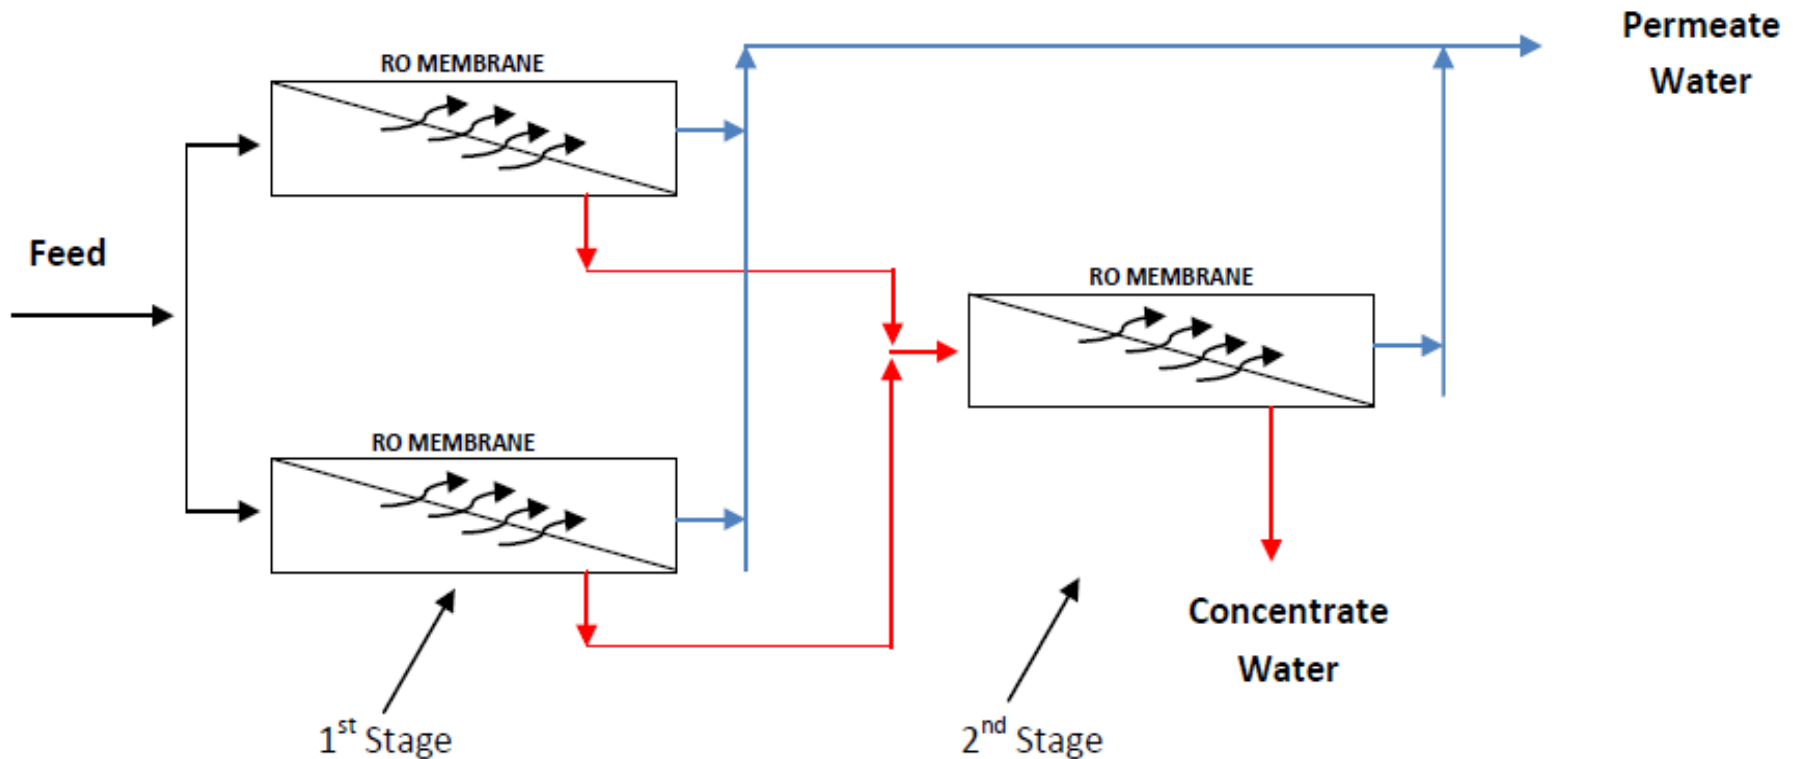 Permeate
Water
RO MEMBRANE
Feed
RO MEMBRANE
RO MEMBRANE
Concentrate
Water
1st Stage
2nd Stage